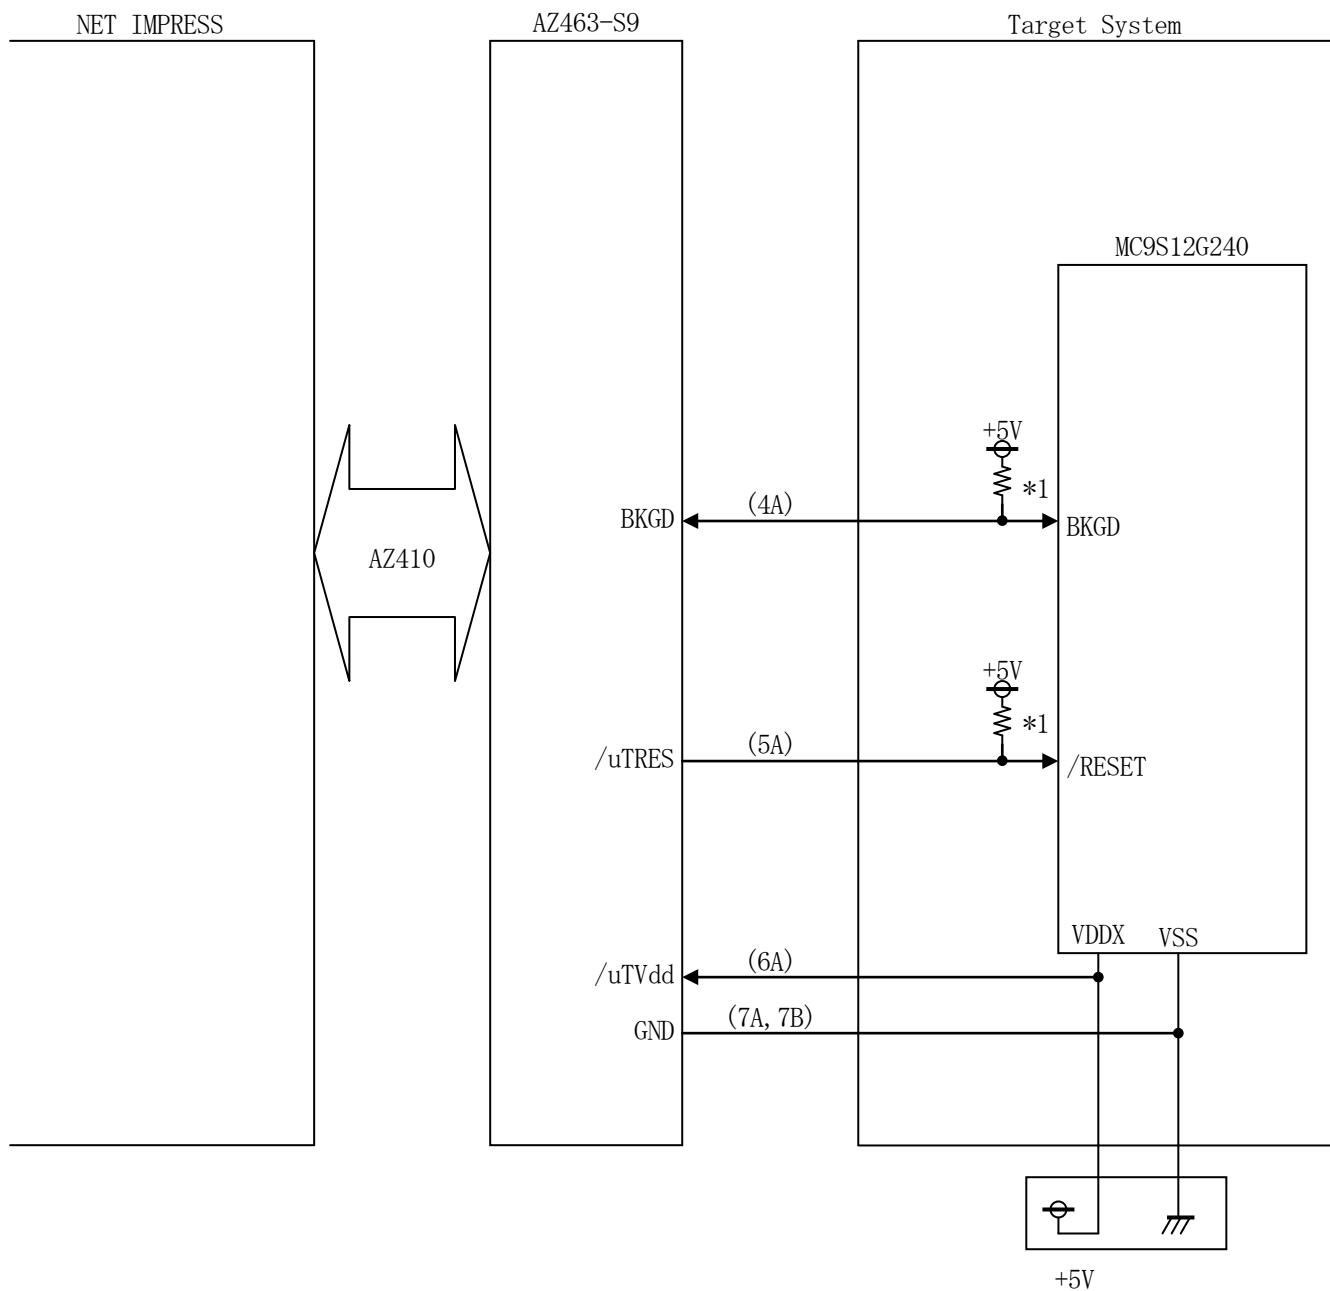 NET IMPRESS
AZ463-S9
Target System
MC9S12G240
+5V
*1
BKGD
(4A)
BKGD
AZ410
+5V
*1
/uTRES
(5A)
/RESET
VDDX
VSS
/uTVdd
(6A)
GND
(7A, 7B)
+5V